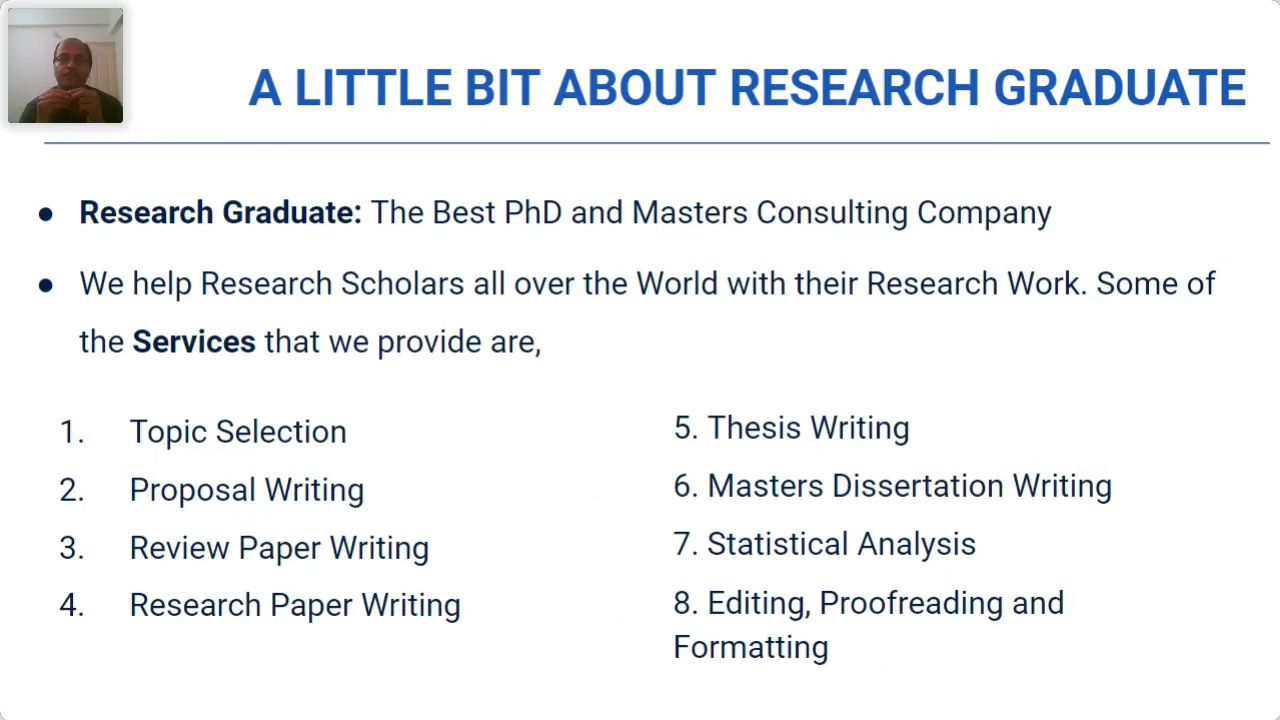 A LITTLE BIT ABOUT RESEARCH GRADUATE
● Research Graduate: The Best PhD and Masters Consulting Company
● We help Research Scholars all over the World with their Research Work. Some of
the Services that we provide are,
1. Topic Selection
2. Proposal Writing
3. Review Paper Writing
4. Research Paper Writing
5. Thesis Writing
6. Masters Dissertation Writing
7. Statistical Analysis
8. Editing, Proofreading and
Formatting